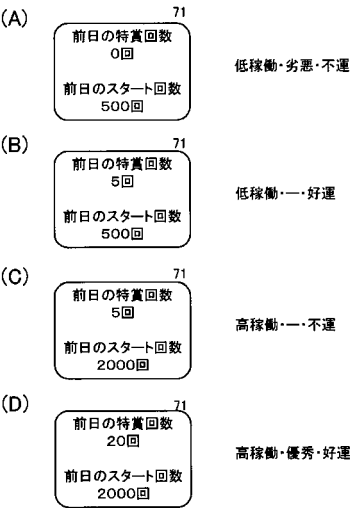 (A)
71
前日の特賞回数
0回
前日のスタート回数
500回
低稼働・劣悪・不運
(B)
71
前日の特賞回数
5回
前日のスタート回数
500回
低稼働・―・好運
(C)
71
前日の特賞回数
5回
前日のスタート回数
2000回
高稼働・―・不運
(D)
71
前日の特賞回数
20回
前日のスタート回数
2000回
高稼働・優秀・好運